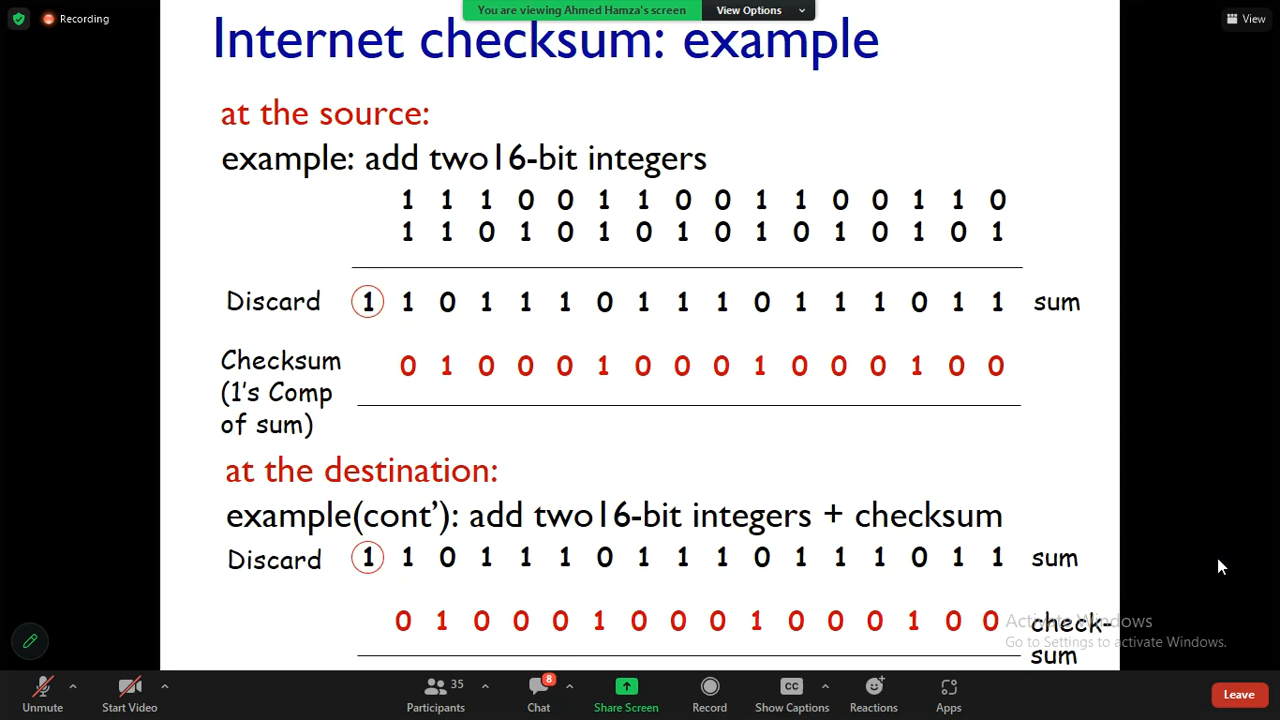 Recording
You are viewing Ahmed Hamza's screen
View Options
View
Internet checksum: example
at the source:
example: add two16-bit integers
1 1 1 0 0 1 1 0 0 1 1 0 0 1 1 0
1 1 0 1 0 1 0 1 0 1 0 1 0 1 0 1
Discard 1 1 0 1 1 1 0 1 1 1 0 1 1 1 0 1 1 sum
Checksum
(1's Comp
of sum)
0 1 0 0 0 1 0 0 0 1 0 0 0 1 0 0
at the destination:
example(cont'): add two16-bit integers + checksum
Discard 1 1 0 1 1 1 0 1 1 1 0 1 1 1 0 1 1 sum
0 1 0 0 0 1 0 0 0 1 0 0 0 1 0 0 check-
sum
Activate Windows
Go to Settings to activate Windows.
Unmute
Start Video
Participants 35
Chat 8
Share Screen
Record
CC
Show Captions
Reactions
Apps
Leave